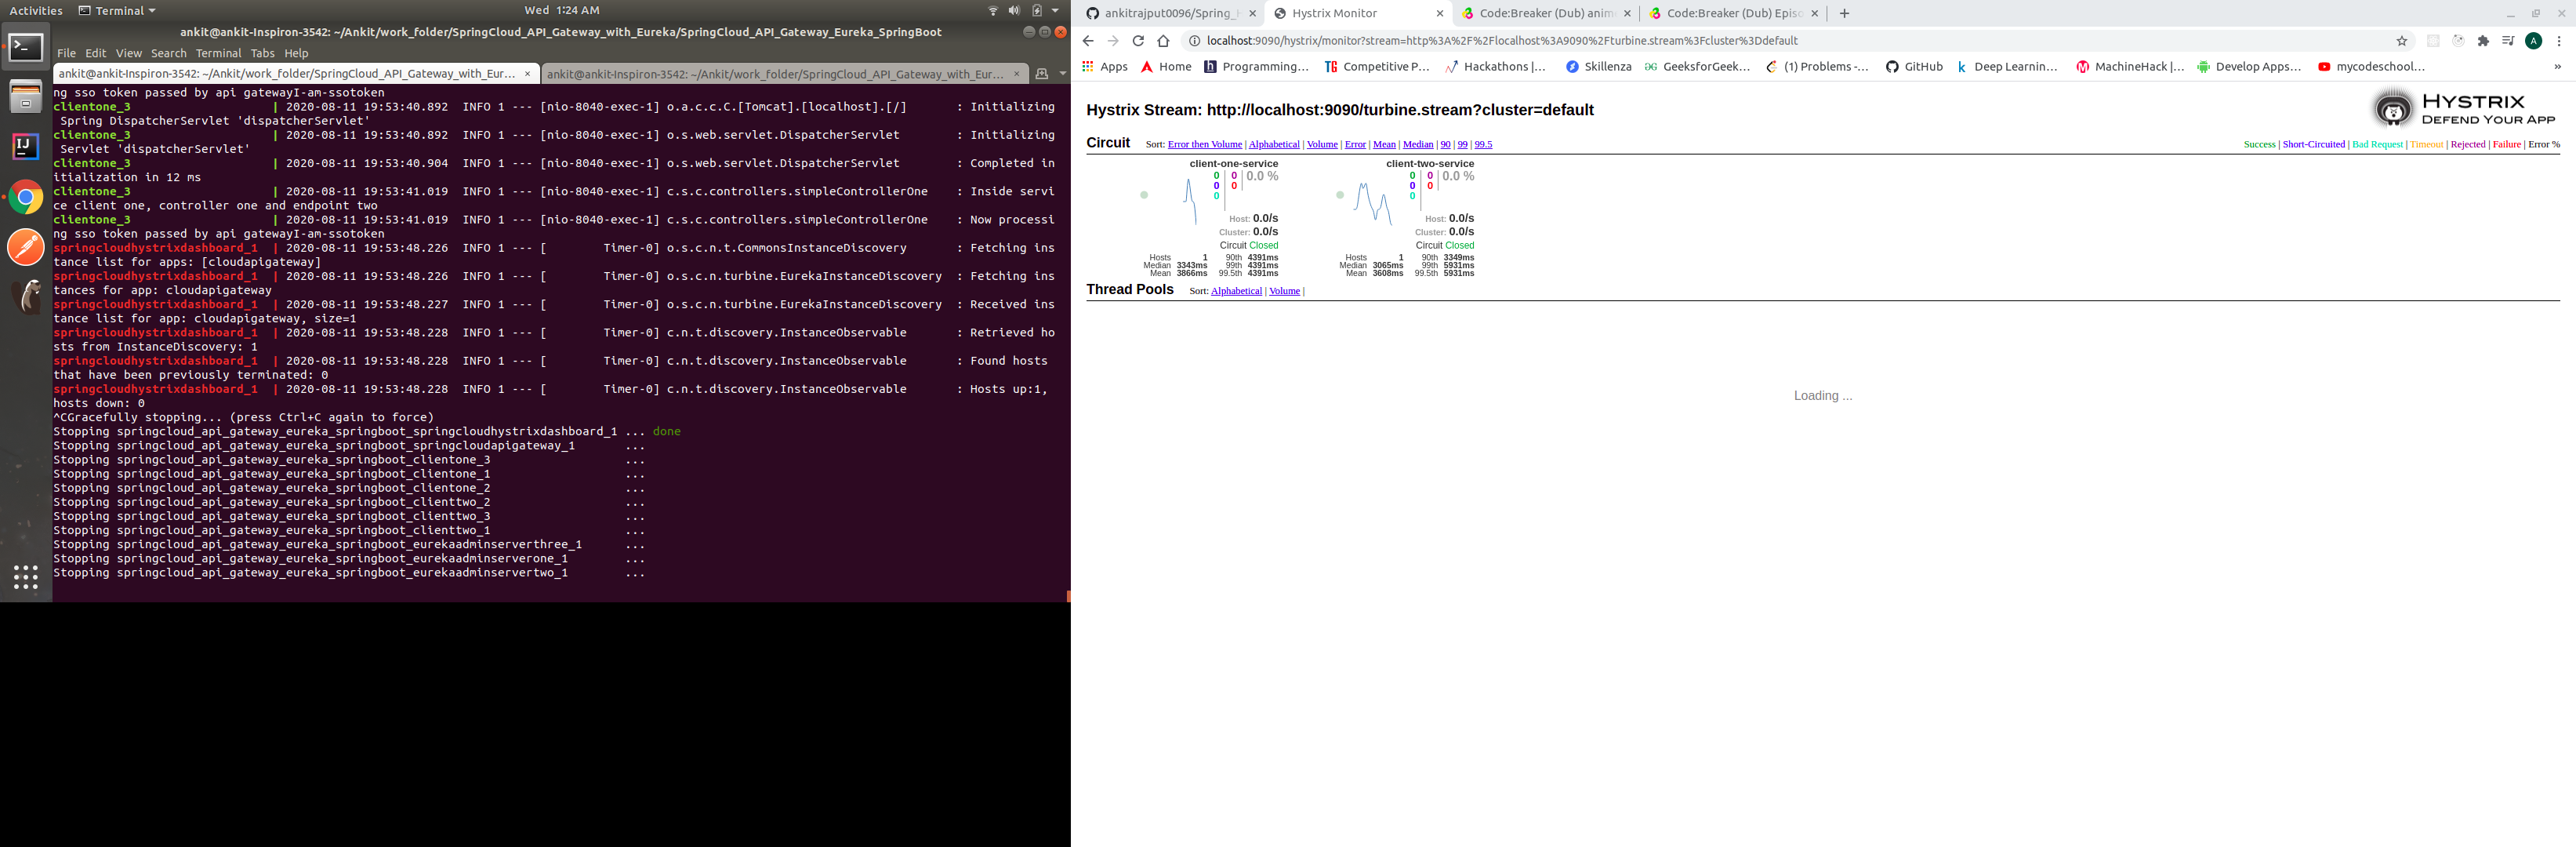 Activities Terminal Wed 1:24 AM
ankit@ankit-Inspiron-3542: ~/Ankit/work_folder/SpringCloud_API_Gateway_with_Eureka/SpringCloud_API_Gateway_Eureka_SpringBoot
File Edit View Search Terminal Tabs Help
ankit@ankit-Inspiron-3542: ~/Ankit/work_folder/SpringCloud_API_Gateway_with_Eur... × ankit@ankit-Inspiron-3542: ~/Ankit/work_folder/SpringCloud_API_Gateway_with_Eur... ×
ng sso token passed by api gatewayI-am-ssotoken
clientone_3 | 2020-08-11 19:53:40.892 INFO 1 --- [nio-8040-exec-1] o.a.c.c.C.[Tomcat].[localhost].[/] : Initializing
Spring DispatcherServlet 'dispatcherServlet'
clientone_3 | 2020-08-11 19:53:40.892 INFO 1 --- [nio-8040-exec-1] o.s.web.servlet.DispatcherServlet : Initializing
Servlet 'dispatcherServlet'
clientone_3 | 2020-08-11 19:53:40.904 INFO 1 --- [nio-8040-exec-1] o.s.web.servlet.DispatcherServlet : Completed in
itialization in 12 ms
clientone_3 | 2020-08-11 19:53:41.019 INFO 1 --- [nio-8040-exec-1] c.s.c.controllers.simpleControllerOne : Inside servi
ce client one, controller one and endpoint two
clientone_3 | 2020-08-11 19:53:41.019 INFO 1 --- [nio-8040-exec-1] c.s.c.controllers.simpleControllerOne : Now processi
ng sso token passed by api gatewayI-am-ssotoken
springcloudhystrixdashboard_1 | 2020-08-11 19:53:48.226 INFO 1 --- [ Timer-0] o.s.c.n.t.CommonsInstanceDiscovery : Fetching ins
tance list for apps: [cloudapigateway]
springcloudhystrixdashboard_1 | 2020-08-11 19:53:48.226 INFO 1 --- [ Timer-0] o.s.c.n.turbine.EurekaInstanceDiscovery : Fetching ins
tances for app: cloudapigateway
springcloudhystrixdashboard_1 | 2020-08-11 19:53:48.227 INFO 1 --- [ Timer-0] o.s.c.n.turbine.EurekaInstanceDiscovery : Received ins
tance list for app: cloudapigateway, size=1
springcloudhystrixdashboard_1 | 2020-08-11 19:53:48.228 INFO 1 --- [ Timer-0] c.n.t.discovery.InstanceObservable : Retrieved ho
sts from InstanceDiscovery: 1
springcloudhystrixdashboard_1 | 2020-08-11 19:53:48.228 INFO 1 --- [ Timer-0] c.n.t.discovery.InstanceObservable : Found hosts
that have been previously terminated: 0
springcloudhystrixdashboard_1 | 2020-08-11 19:53:48.228 INFO 1 --- [ Timer-0] c.n.t.discovery.InstanceObservable : Hosts up:1,
hosts down: 0
^CGracefully stopping... (press Ctrl+C again to force)
Stopping springcloud_api_gateway_eureka_springboot_springcloudhystrixdashboard_1 ... done
Stopping springcloud_api_gateway_eureka_springboot_springcloudapigateway_1 ...
Stopping springcloud_api_gateway_eureka_springboot_clientone_3 ...
Stopping springcloud_api_gateway_eureka_springboot_clientone_1 ...
Stopping springcloud_api_gateway_eureka_springboot_clientone_2 ...
Stopping springcloud_api_gateway_eureka_springboot_clienttwo_2 ...
Stopping springcloud_api_gateway_eureka_springboot_clienttwo_3 ...
Stopping springcloud_api_gateway_eureka_springboot_clienttwo_1 ...
Stopping springcloud_api_gateway_eureka_springboot_eurekaadminserverthree_1 ...
Stopping springcloud_api_gateway_eureka_springboot_eurekaadminserverone_1 ...
Stopping springcloud_api_gateway_eureka_springboot_eurekaadminservertwo_1 ...
ankitrajput0096/Spring_H × Hystrix Monitor × Code:Breaker (Dub) anim × Code:Breaker (Dub) Episo × +
localhost:9090/hystrix/monitor?stream=http%3A%2F%2Flocalhost%3A9090%2Fturbine.stream%3Fcluster%3Ddefault A
Apps Home Programming... Competitive P... Hackathons |... Skillenza GeeksforGeek... (1) Problems -... GitHub Deep Learnin... MachineHack |... Develop Apps... mycodeschool... »
Hystrix Stream: http://localhost:9090/turbine.stream?cluster=default
HYSTRIX
DEFEND YOUR APP
Circuit Sort: Error then Volume | Alphabetical | Volume | Error | Mean | Median | 90 | 99 | 99.5
Success | Short-Circuited | Bad Request | Timeout | Rejected | Failure | Error %
client-one-service
0 0 0.0 %
0 0
0
Host: 0.0/s
Cluster: 0.0/s
Circuit Closed
Hosts 1 90th 4391ms
Median 3343ms 99th 4391ms
Mean 3866ms 99.5th 4391ms
client-two-service
0 0 0.0 %
0 0
0
Host: 0.0/s
Cluster: 0.0/s
Circuit Closed
Hosts 1 90th 3349ms
Median 3065ms 99th 5931ms
Mean 3608ms 99.5th 5931ms
Thread Pools Sort: Alphabetical | Volume |
Loading ...